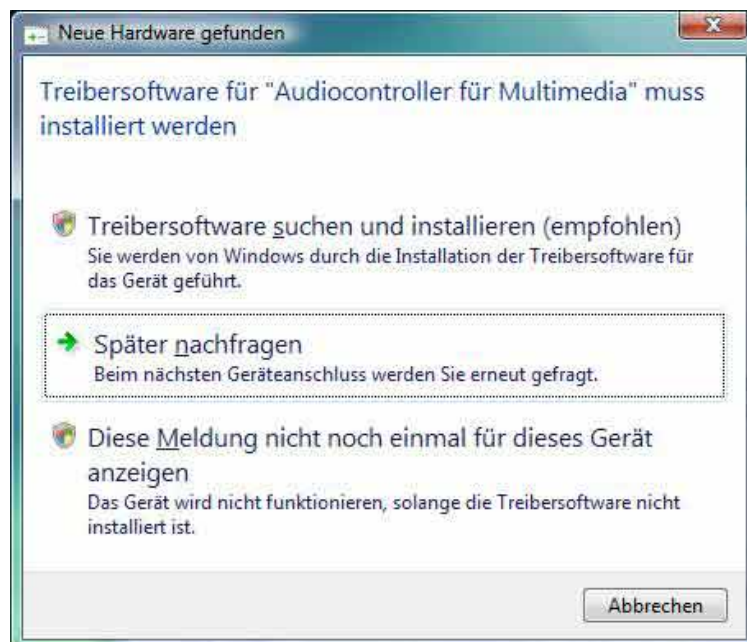 Neue Hardware gefunden
Treibersoftware für "Audiocontroller für Multimedia" muss
installiert werden
Treibersoftware suchen und installieren (empfohlen)
Sie werden von Windows durch die Installation der Treibersoftware für
das Gerät geführt.
Später nachfragen
Beim nächsten Geräteanschluss werden Sie erneut gefragt.
Diese Meldung nicht noch einmal für dieses Gerät
anzeigen
Das Gerät wird nicht funktionieren, solange die Treibersoftware nicht
installiert ist.
Abbrechen